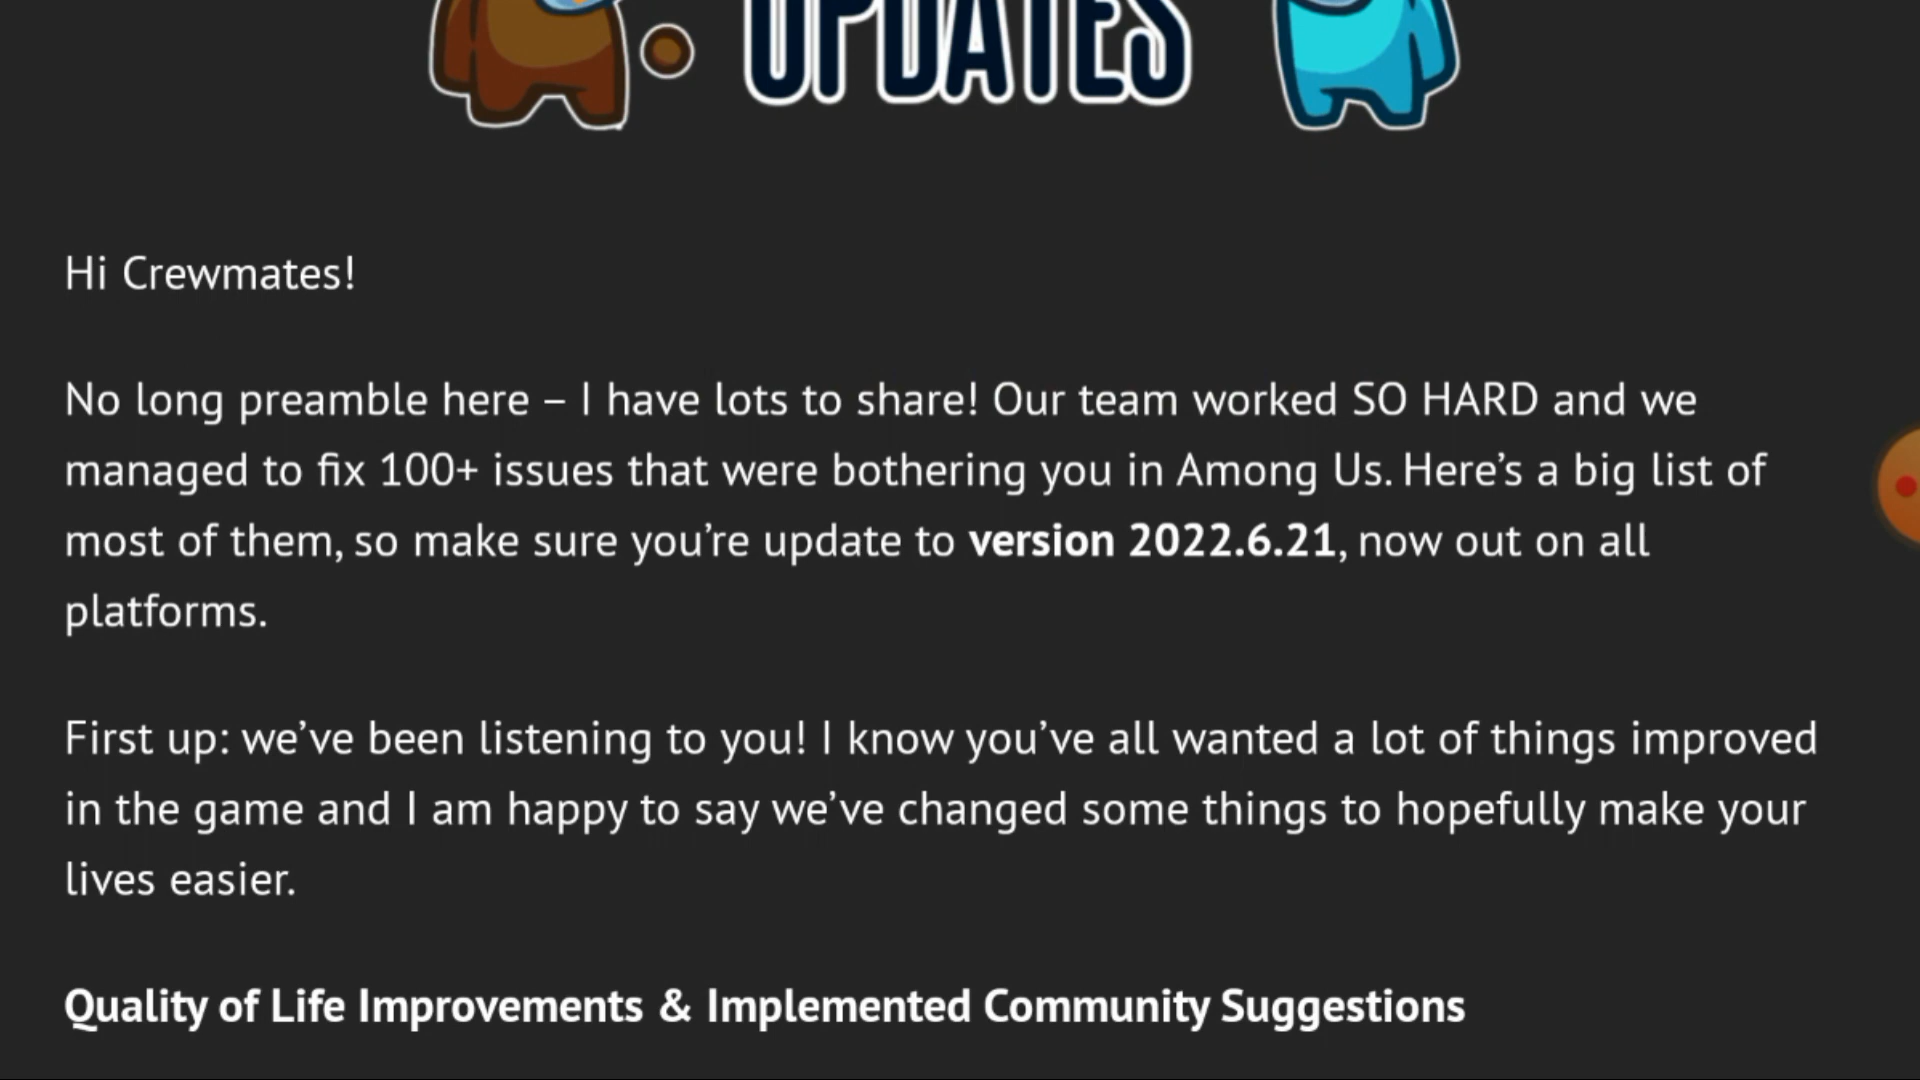 UPDATES
Hi Crewmates!
No long preamble here – I have lots to share! Our team worked SO HARD and we
managed to fix 100+ issues that were bothering you in Among Us. Here’s a big list of
most of them, so make sure you’re update to version 2022.6.21, now out on all
platforms.
First up: we’ve been listening to you! I know you’ve all wanted a lot of things improved
in the game and I am happy to say we’ve changed some things to hopefully make your
lives easier.
Quality of Life Improvements & Implemented Community Suggestions